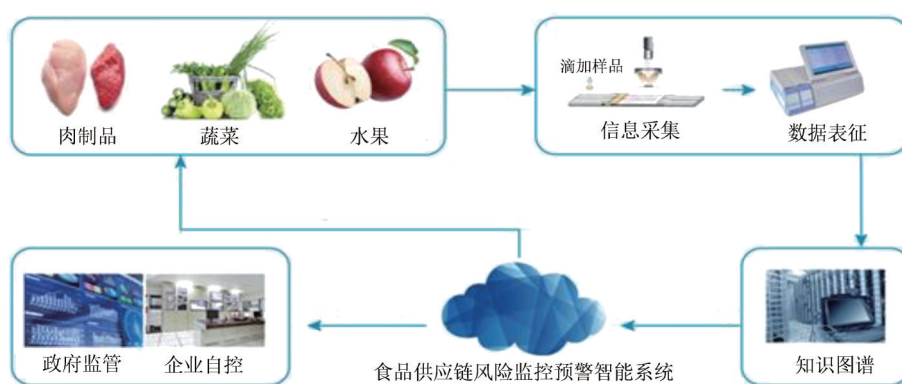 肉制品
蔬菜
水果
滴加样品
信息采集
数据表征
政府监管
企业自控
食品供应链风险监控预警智能系统
知识图谱